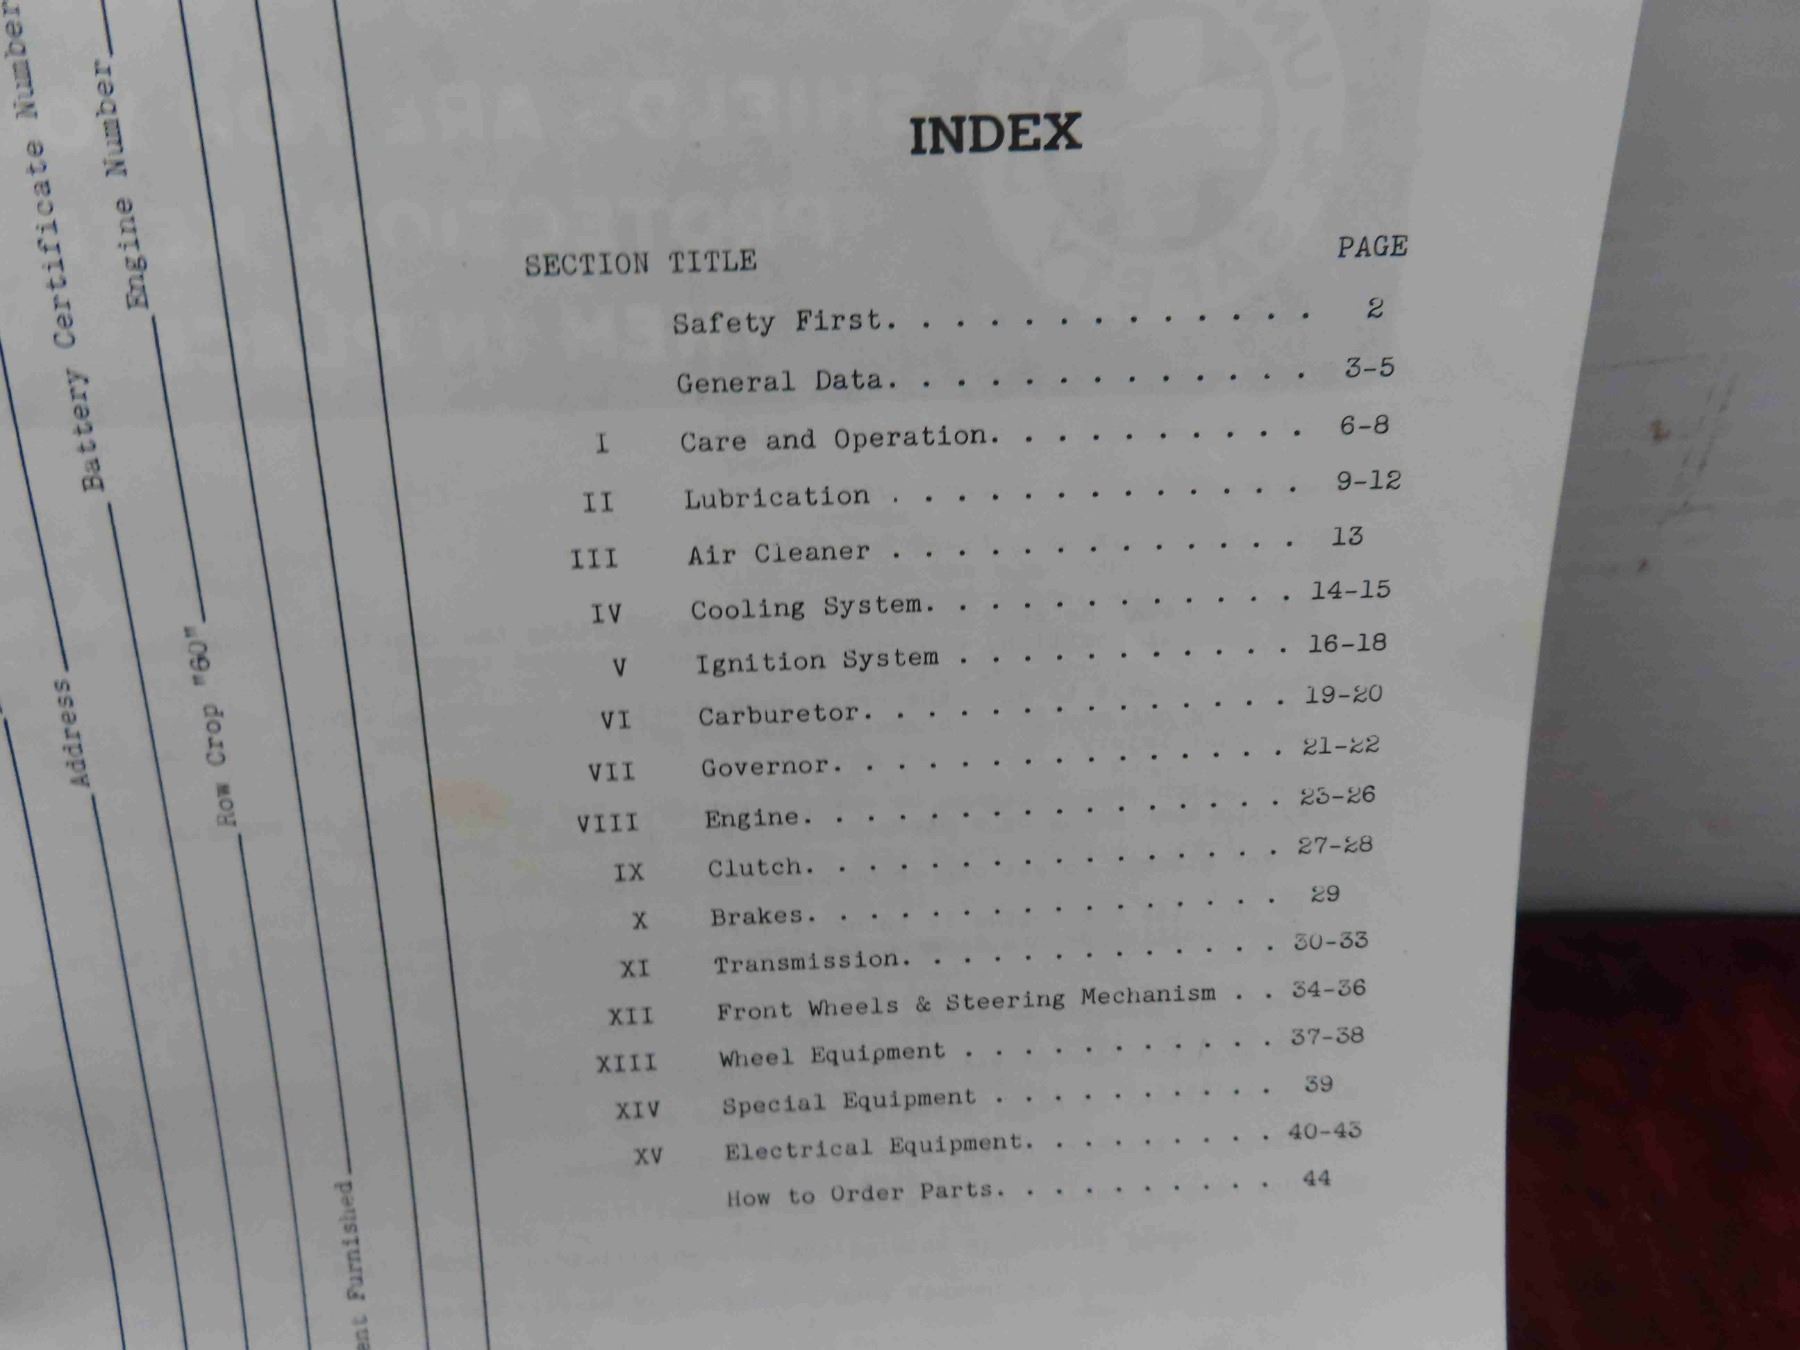 Battery Certificate Number
Engine Number
Address
Row Crop "60"
Furnished
INDEX
SECTION TITLE PAGE
Safety First. . . . . . . . . . . . . . 2
General Data. . . . . . . . . . . . . . 3-5
I Care and Operation. . . . . . . . . . 6-8
II Lubrication . . . . . . . . . . . . . 9-12
III Air Cleaner . . . . . . . . . . . . . 13
IV Cooling System. . . . . . . . . . . . 14-15
V Ignition System . . . . . . . . . . . 16-18
VI Carburetor. . . . . . . . . . . . . . 19-20
VII Governor. . . . . . . . . . . . . . . 21-22
VIII Engine. . . . . . . . . . . . . . . . 23-26
IX Clutch. . . . . . . . . . . . . . . . 27-28
X Brakes. . . . . . . . . . . . . . . . 29
XI Transmission. . . . . . . . . . . . . 30-33
XII Front Wheels & Steering Mechanism . . 34-36
XIII Wheel Equipment . . . . . . . . . . . 37-38
XIV Special Equipment . . . . . . . . . . 39
XV Electrical Equipment. . . . . . . . . 40-43
How to Order Parts. . . . . . . . . . 44